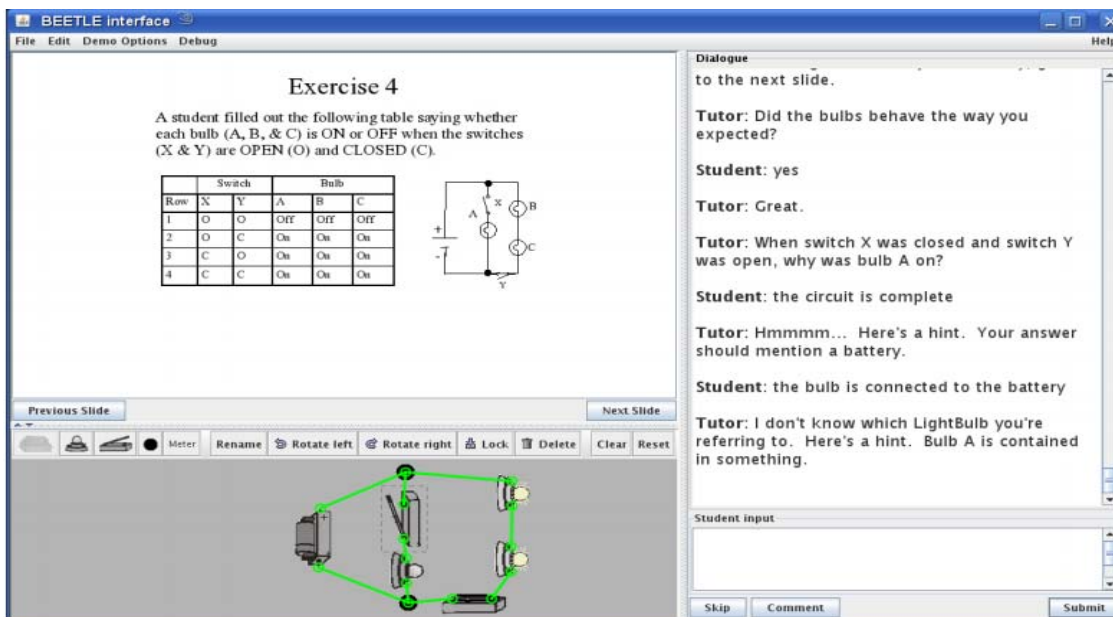 BEETLE interface
File Edit Demo Options Debug
Help
Exercise 4
A student filled out the following table saying whether
each bulb (A, B, & C) is ON or OFF when the switches
(X & Y) are OPEN (O) and CLOSED (C).
Switch Bulb
Row X Y A B C
1 O O Off Off Off
2 O C On On On
3 C O On On On
4 C C On On On
X
A
B
+
-
C
Y
Previous Slide
Next Slide
Meter Rename Rotate left Rotate right Lock Delete Clear Reset
+
Dialogue
to the next slide.
Tutor: Did the bulbs behave the way you
expected?
Student: yes
Tutor: Great.
Tutor: When switch X was closed and switch Y
was open, why was bulb A on?
Student: the circuit is complete
Tutor: Hmmmm... Here's a hint. Your answer
should mention a battery.
Student: the bulb is connected to the battery
Tutor: I don't know which LightBulb you're
referring to. Here's a hint. Bulb A is contained
in something.
Student input
Skip Comment Submit